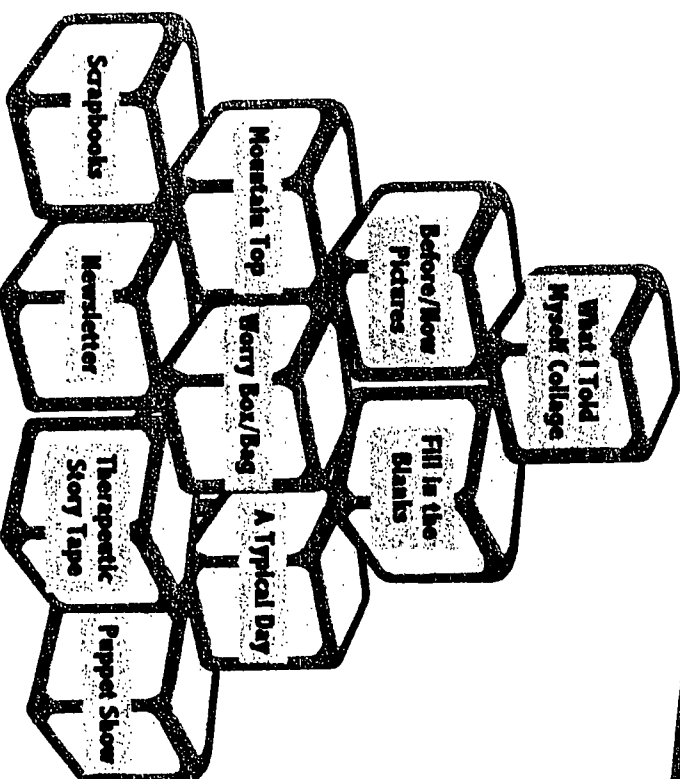 What I Told
Myself Collage
Before/Now
Pictures
Fill in the
Blanks
Mountain Top
Worry Box/Bag
A Typical Day
Scrapbooks
Newsletter
Therapeutic
Story Tape
Puppet Show